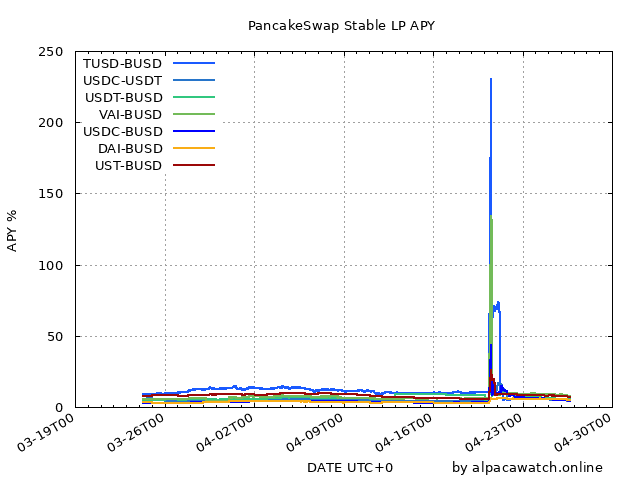 PancakeSwap Stable LP APY
250
200
150
100
50
0
APY %
TUSD-BUSD
USDC-USDT
USDT-BUSD
VAI-BUSD
USDC-BUSD
DAI-BUSD
UST-BUSD
03-19T00
03-26T00
04-02T00
04-09T00
04-16T00
04-23T00
04-30T00
DATE UTC+0
by alpacawatch.online